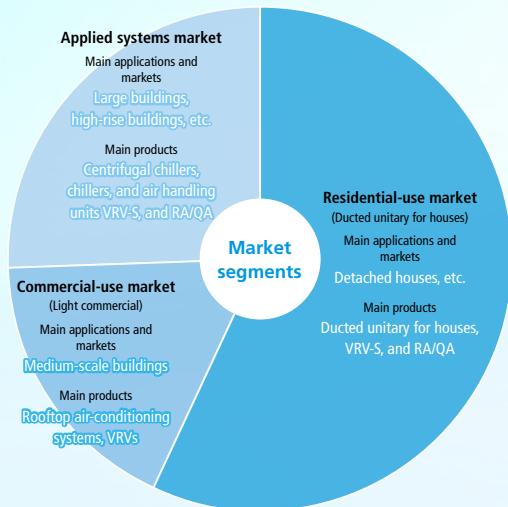 Applied systems market
Main applications and
markets
Large buildings,
high-rise buildings, etc.
Main products
Centrifugal chillers,
chillers, and air handling
units VRV-S, and RA/QA
Residential-use market
(Ducted unitary for houses)
Main applications and
markets
Detached houses, etc.
Main products
Ducted unitary for houses,
VRV-S, and RA/QA
Market
segments
Commercial-use market
(Light commercial)
Main applications and
markets
Medium-scale buildings
Main products
Rooftop air-conditioning
systems, VRVs